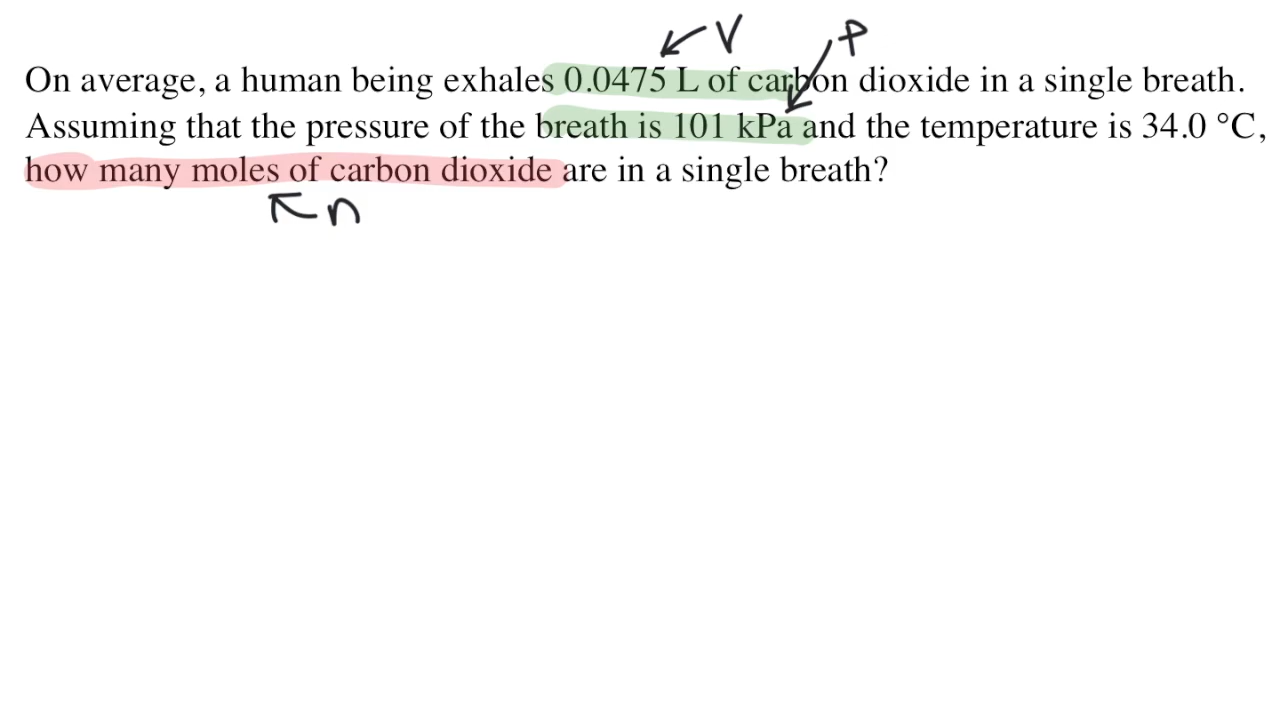 V P
On average, a human being exhales 0.0475 L of carbon dioxide in a single breath.
Assuming that the pressure of the breath is 101 kPa and the temperature is 34.0 °C,
how many moles of carbon dioxide are in a single breath?
n